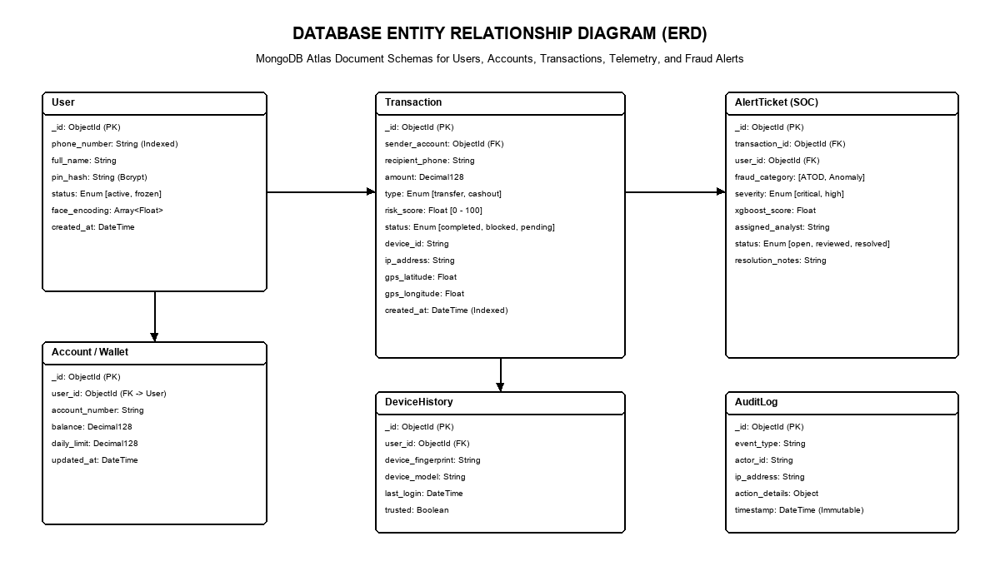 DATABASE ENTITY RELATIONSHIP DIAGRAM (ERD)
MongoDB Atlas Document Schemas for Users, Accounts, Transactions, Telemetry, and Fraud Alerts
User
_id: ObjectId (PK)
phone_number: String (Indexed)
full_name: String
pin_hash: String (Bcrypt)
status: Enum [active, frozen]
face_encoding: Array<Float>
created_at: DateTime
Transaction
_id: ObjectId (PK)
sender_account: ObjectId (FK)
recipient_phone: String
amount: Decimal128
type: Enum [transfer, cashout]
risk_score: Float [0 - 100]
status: Enum [completed, blocked, pending]
device_id: String
ip_address: String
gps_latitude: Float
gps_longitude: Float
created_at: DateTime (Indexed)
AlertTicket (SOC)
_id: ObjectId (PK)
transaction_id: ObjectId (FK)
user_id: ObjectId (FK)
fraud_category: [ATOD, Anomaly]
severity: Enum [critical, high]
xgboost_score: Float
assigned_analyst: String
status: Enum [open, reviewed, resolved]
resolution_notes: String
Account / Wallet
_id: ObjectId (PK)
user_id: ObjectId (FK -> User)
account_number: String
balance: Decimal128
daily_limit: Decimal128
updated_at: DateTime
DeviceHistory
_id: ObjectId (PK)
user_id: ObjectId (FK)
device_fingerprint: String
device_model: String
last_login: DateTime
trusted: Boolean
AuditLog
_id: ObjectId (PK)
event_type: String
actor_id: String
ip_address: String
action_details: Object
timestamp: DateTime (Immutable)